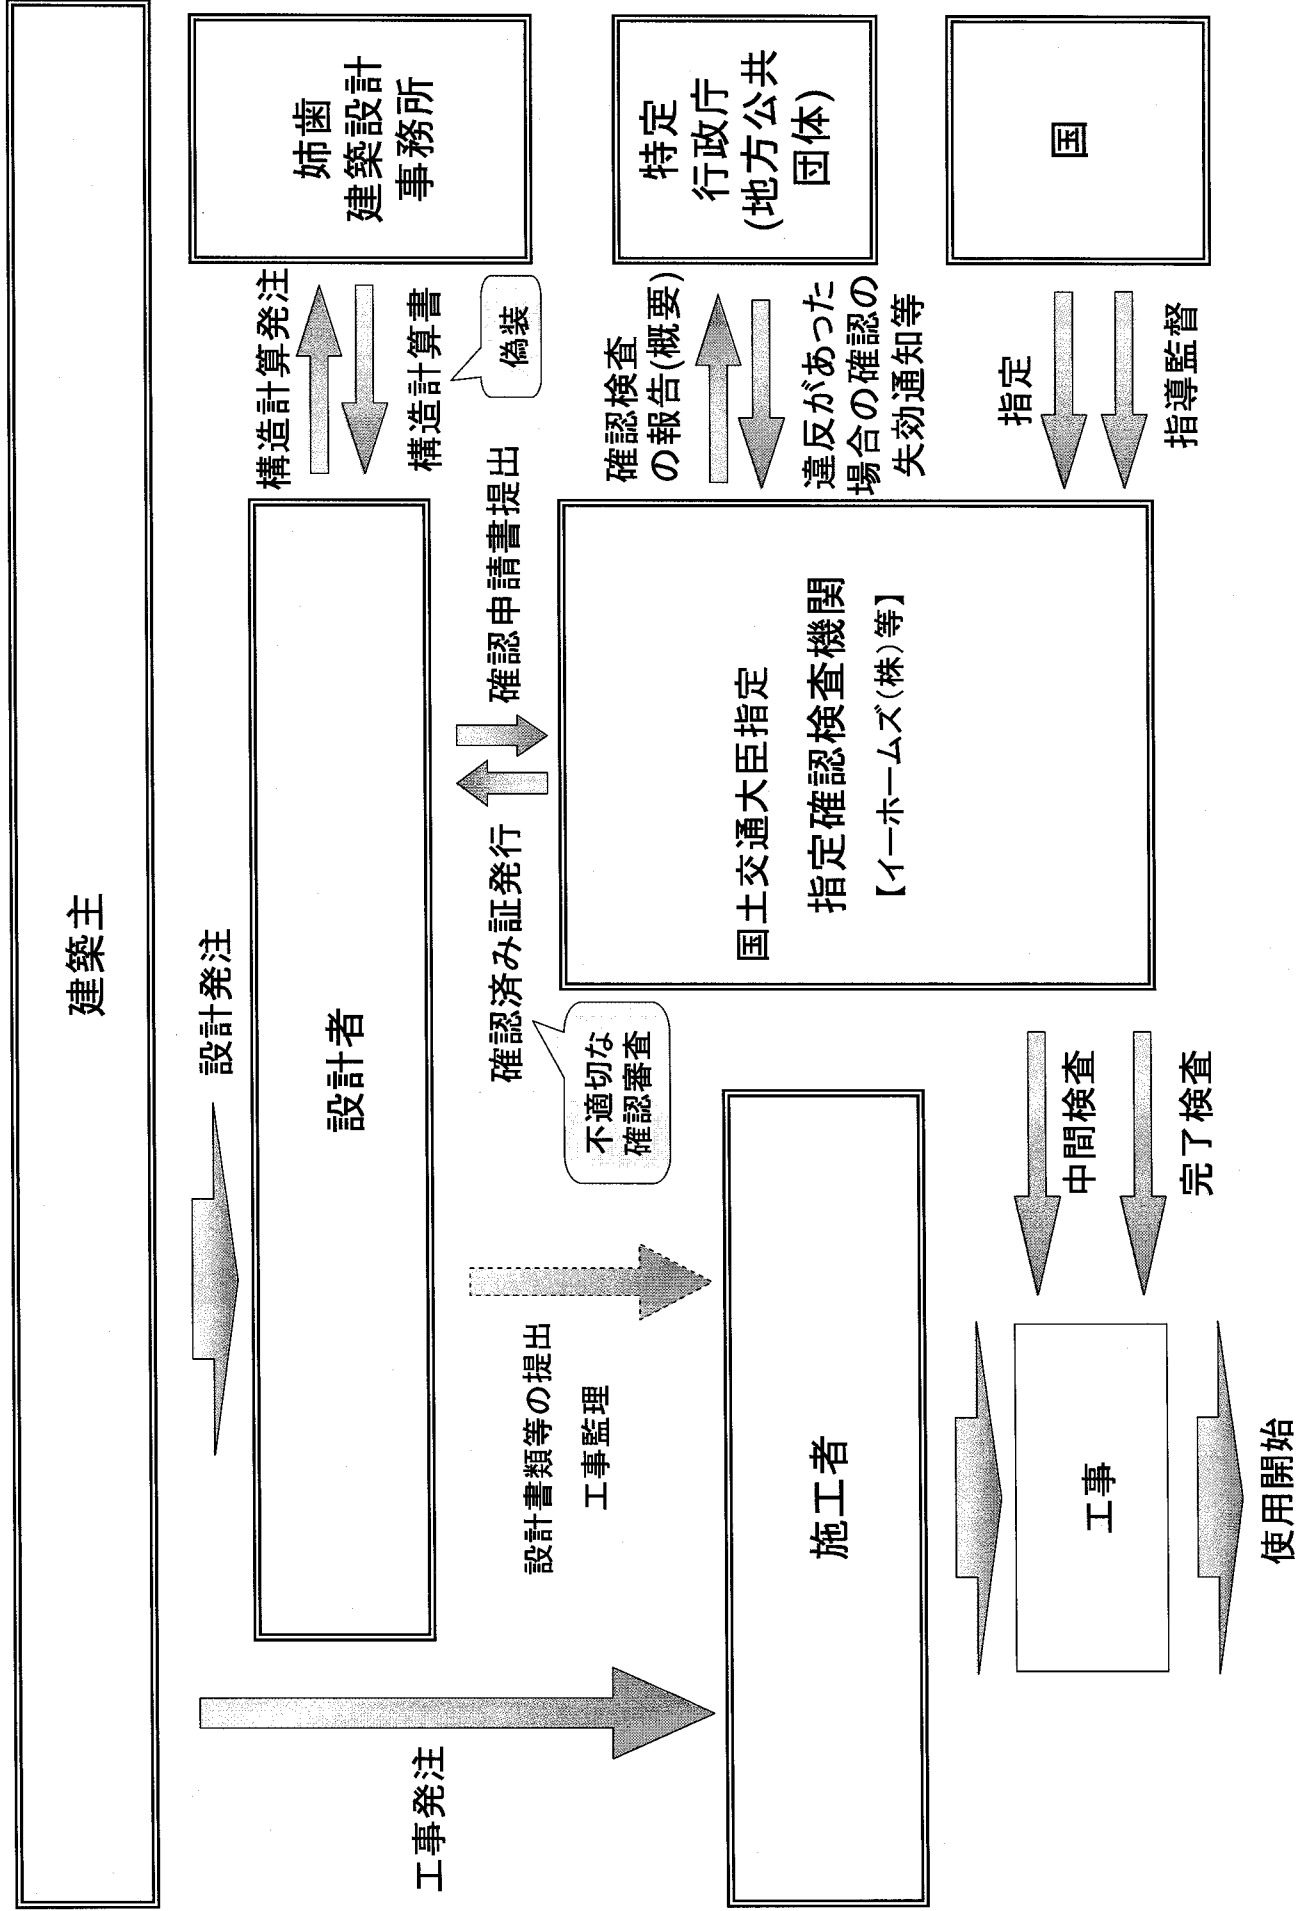 建築主
設計発注
工事発注
設計者
構造計算発注
構造計算書
偽装
姉歯
建築設計
事務所
確認済み証発行
確認申請書提出
不適切な
確認審査
設計書類等の提出
工事監理
国土交通大臣指定
指定確認検査機関
【イーホームズ(株)等】
確認検査
の報告(概要)
違反があった
場合の確認の
失効通知等
特定
行政庁
(地方公共
団体)
指定
指導監督
国
施工者
中間検査
完了検査
工事
使用開始